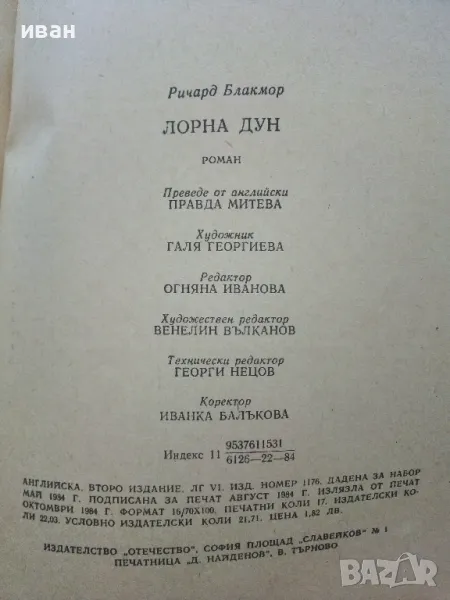 иван
Ричард Блакмор
ЛОРНА ДУН
РОМАН
Преведе от английски
ПРАВДА МИТЕВА
Художник
ГАЛЯ ГЕОРГИЕВА
Редактор
ОГНЯНА ИВАНОВА
Художествен редактор
ВЕНЕЛИН ВЪЛКАНОВ
Технически редактор
ГЕОРГИ НЕЦОВ
Коректор
ИВАНКА БАЛЪКОВА
Индекс 11 9537611531
6126—22—84
АНГЛИЙСКА, ВТОРО ИЗДАНИЕ. ЛГ VI. ИЗД. НОМЕР 1176. ДАДЕНА ЗА НАБОР
МАЙ 1984 Г. ПОДПИСАНА ЗА ПЕЧАТ АВГУСТ 1984 Г. ИЗЛЯЗЛА ОТ ПЕЧАТ
ОКТОМВРИ 1984 Г. ФОРМАТ 16/70X100. ПЕЧАТНИ КОЛИ 17. ИЗДАТЕЛСКИ КО-
ЛИ 22,03. УСЛОВНО ИЗДАТЕЛСКИ КОЛИ 21,71. ЦЕНА 1,82 ДВ.
ИЗДАТЕЛСТВО „ОТЕЧЕСТВО", СОФИЯ ПЛОЩАД „СЛАВЕЙКОВ" № 1
ПЕЧАТНИЦА „Д. НАЙДЕНОВ", В. ТЪРНОВО
BAZAR